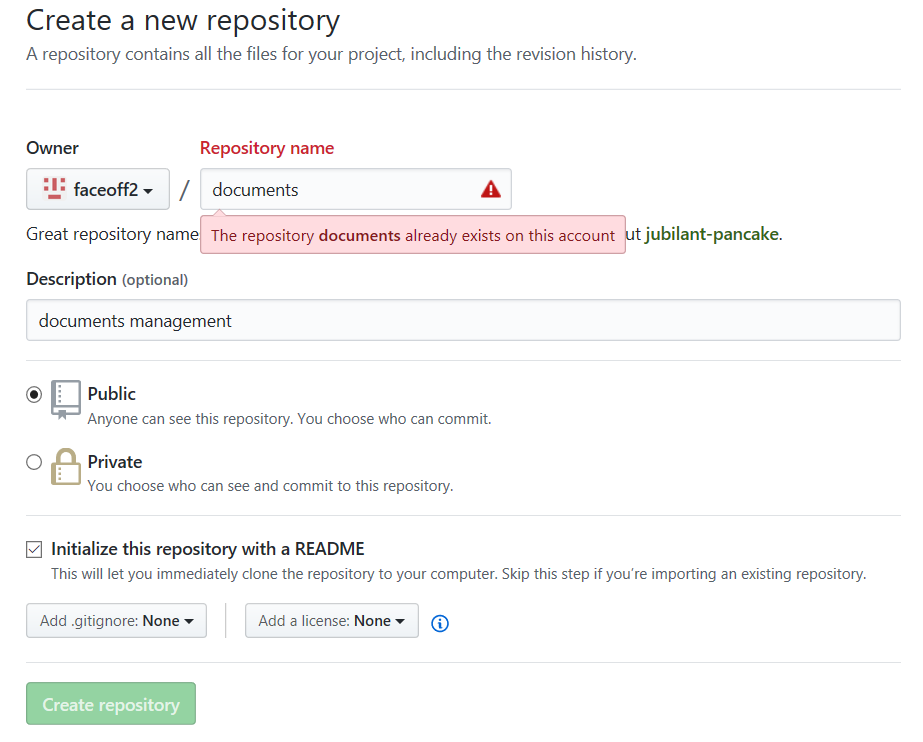 Create a new repository
A repository contains all the files for your project, including the revision history.
Owner Repository name
faceoff2 / documents
Great repository name The repository documents already exists on this account ut jubilant-pancake.
Description (optional)
documents management
Public
Anyone can see this repository. You choose who can commit.
Private
You choose who can see and commit to this repository.
Initialize this repository with a README
This will let you immediately clone the repository to your computer. Skip this step if you’re importing an existing repository.
Add .gitignore: None Add a license: None
Create repository